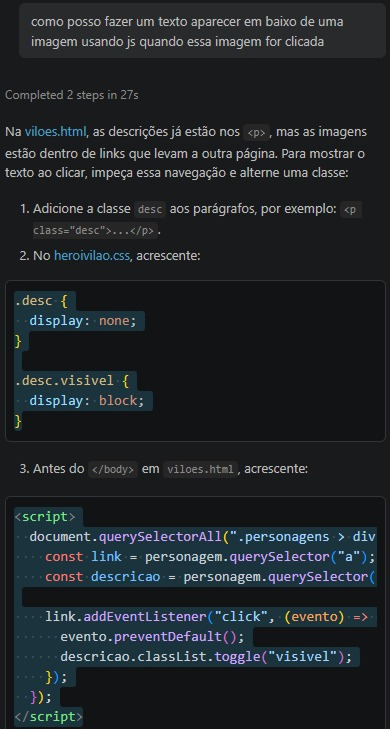 como posso fazer um texto aparecer em baixo de uma
imagem usando js quando essa imagem for clicada
Completed 2 steps in 27s
Na viloes.html, as descrições já estão nos <p>, mas as imagens
estão dentro de links que levam a outra página. Para mostrar o
texto ao clicar, impeça essa navegação e alterne uma classe:
1. Adicione a classe desc aos parágrafos, por exemplo: <p
class="desc">...</p>.
2. No heroivilao.css, acrescente:
.desc {
  display: none;
}
.desc.visivel {
  display: block;
}
3. Antes do </body> em viloes.html, acrescente:
<script>
  document.querySelectorAll(".personagens > div
    const link = personagem.querySelector("a");
    const descricao = personagem.querySelector(
    link.addEventListener("click", (evento) =>
      evento.preventDefault();
      descricao.classList.toggle("visivel");
    });
  });
</script>